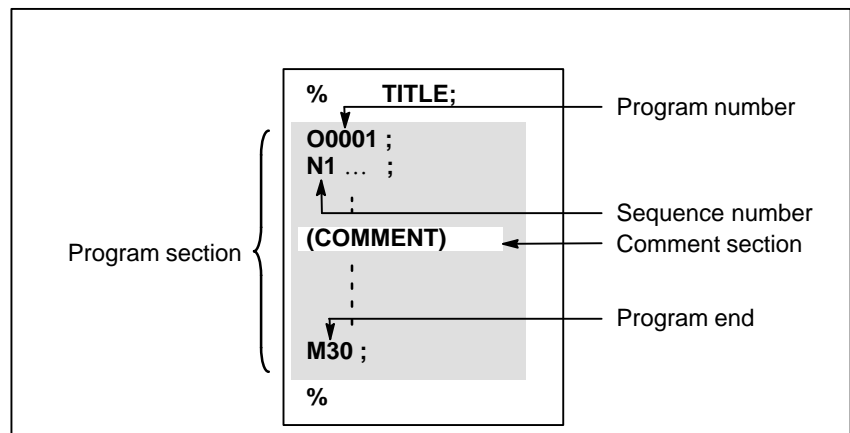 % TITLE;
Program number
O0001 ;
N1 … ;
Sequence number
(COMMENT)
Comment section
Program section
Program end
M30 ;
%